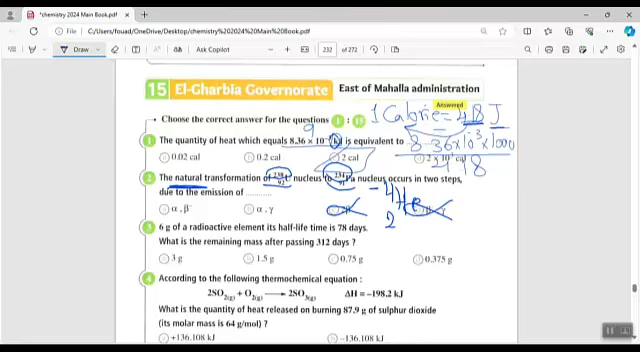 *chemistry 2024 Main Book.pdf
File C:/Users/fouad/OneDrive/Desktop/chemistry%202024%20Main%20Book.pdf
Draw Ask Copilot 232 of 272
15 El-Gharbia Governorate East of Mahalla administration
Answered
1 Calorie = 4.18 J
Choose the correct answer for the questions 1 : 15
9
1 The quantity of heat which equals 8.36 × 10 kJ is equivalent to
8.36×10⁻³×1000
4.18
0.02 cal 0.2 cal 2 cal
2 The natural transformation of nucleus to nucleus occurs in two steps,
due to the emission of
α , β⁻ α , γ
4 He
2
3 6 g of a radioactive element its half-life time is 78 days.
What is the remaining mass after passing 312 days ?
3 g 1.5 g 0.75 g 0.375 g
4 According to the following thermochemical equation :
2SO2(g) + O2(g) → 2SO3(g) ΔH = –198.2 kJ
What is the quantity of heat released on burning 87.9 g of sulphur dioxide
(its molar mass is 64 g/mol) ?
+136.108 kJ –136.108 kJ